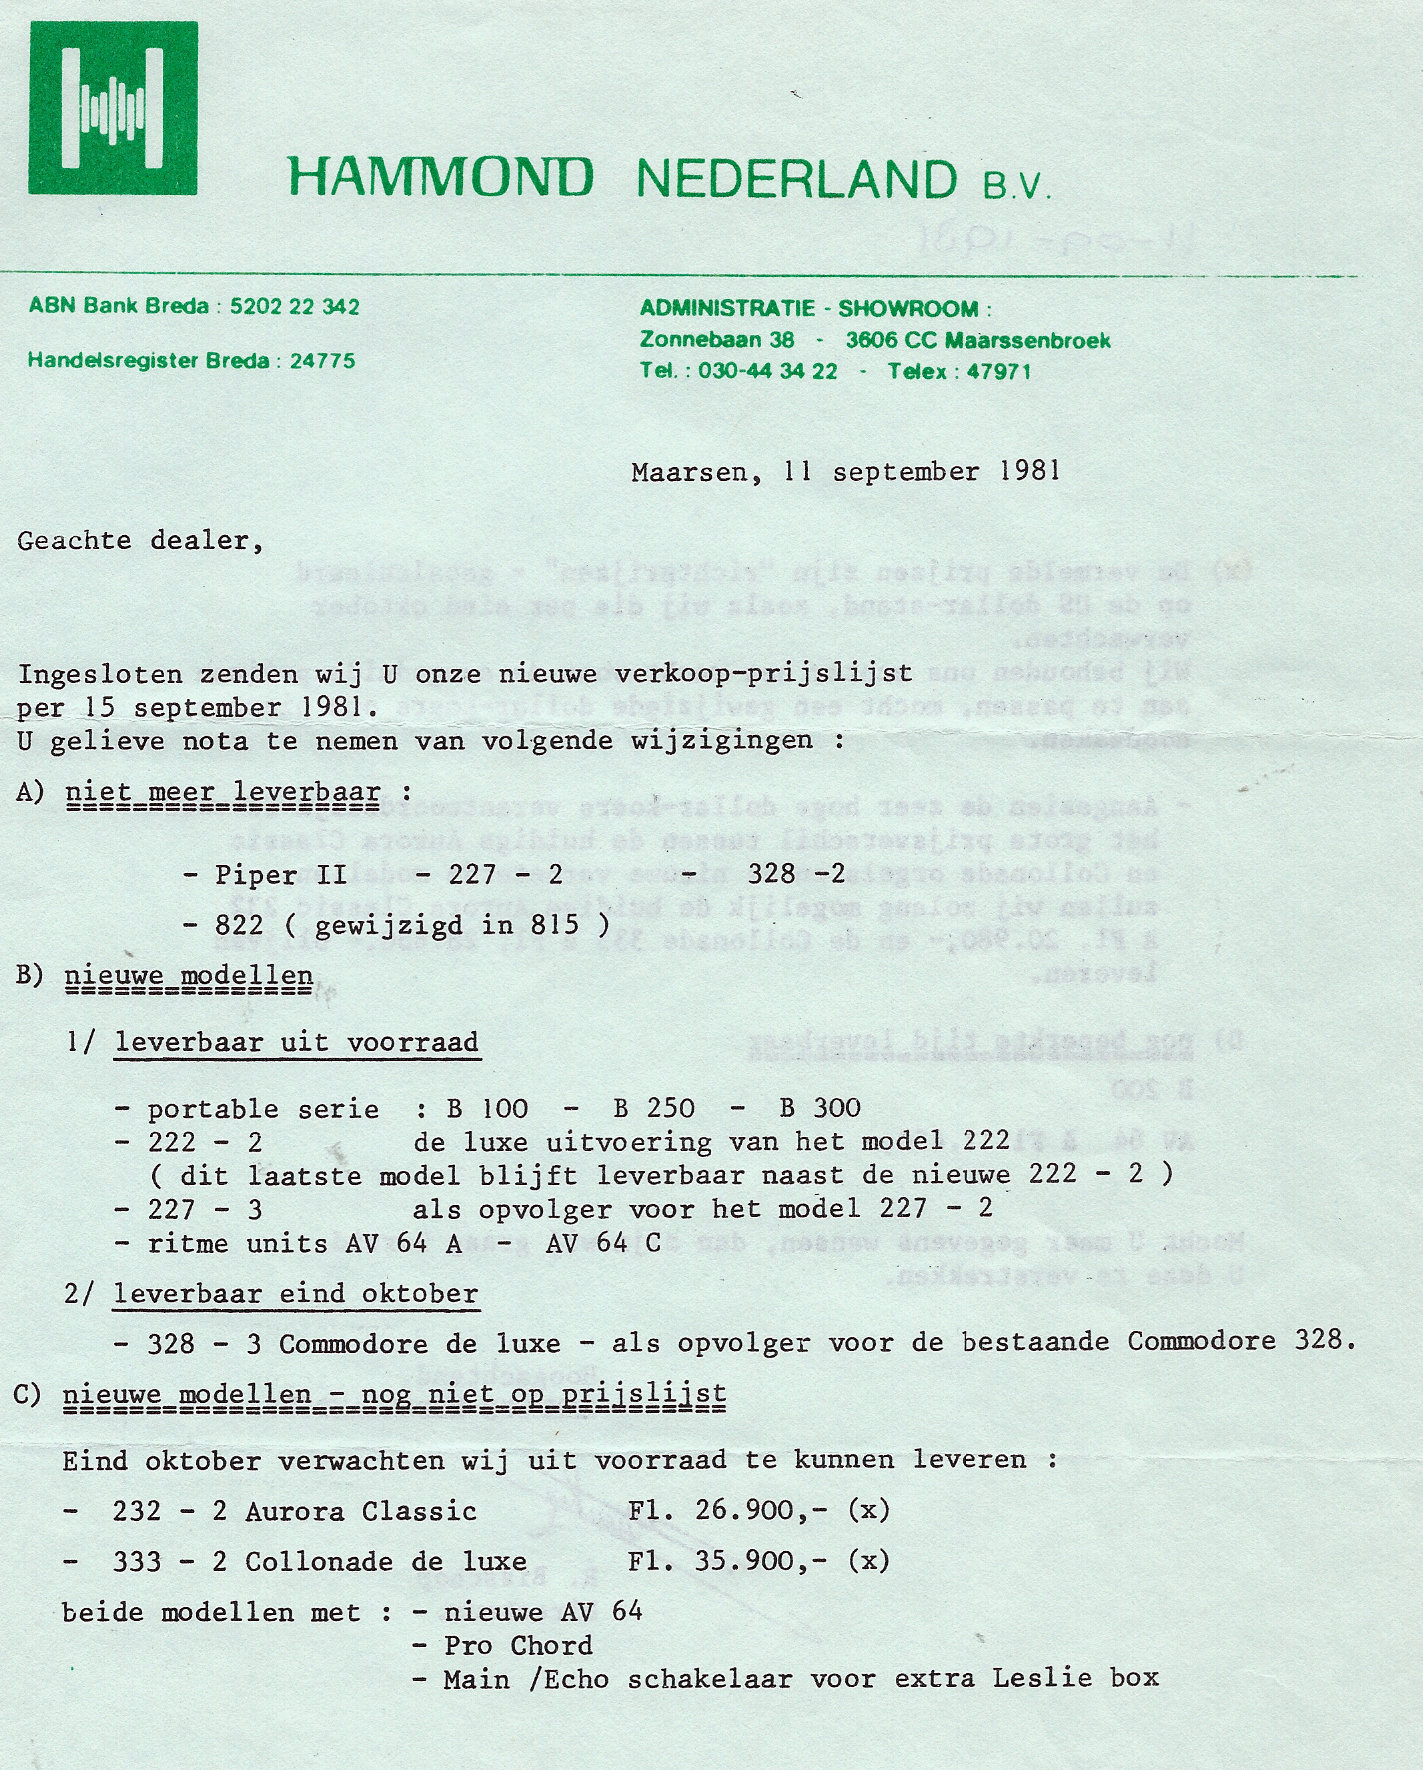 HAMMOND NEDERLAND B.V.
ABN Bank Breda : 5202 22 342
Handelsregister Breda : 24775
ADMINISTRATIE - SHOWROOM :
Zonnebaan 38 - 3606 CC Maarssenbroek
Tel. : 030-44 34 22 - Telex : 47971
Maarsen, 11 september 1981
Geachte dealer,
Ingesloten zenden wij U onze nieuwe verkoop-prijslijst
per 15 september 1981.
U gelieve nota te nemen van volgende wijzigingen :
A) niet meer leverbaar :
- Piper II - 227 - 2 - 328 -2
- 822 ( gewijzigd in 815 )
B) nieuwe modellen
1/ leverbaar uit voorraad
- portable serie : B 100 - B 250 - B 300
- 222 - 2 de luxe uitvoering van het model 222
( dit laatste model blijft leverbaar naast de nieuwe 222 - 2 )
- 227 - 3 als opvolger voor het model 227 - 2
- ritme units AV 64 A - AV 64 C
2/ leverbaar eind oktober
- 328 - 3 Commodore de luxe - als opvolger voor de bestaande Commodore 328.
C) nieuwe modellen - nog niet op prijslijst
Eind oktober verwachten wij uit voorraad te kunnen leveren :
- 232 - 2 Aurora Classic Fl. 26.900,- (x)
- 333 - 2 Collonade de luxe Fl. 35.900,- (x)
beide modellen met : - nieuwe AV 64
- Pro Chord
- Main /Echo schakelaar voor extra Leslie box